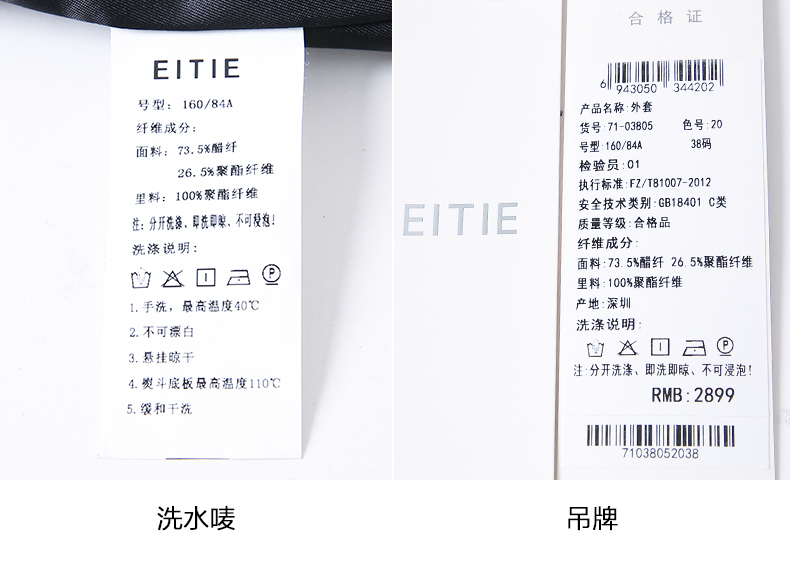 EITIE
号型: 160/84A
纤维成分:
面料: 73.5%醋纤
26.5%聚酯纤维
里料: 100%聚酯纤维
注: 分开洗涤、即洗即晾、不可浸泡!
洗涤说明:
P
1.手洗, 最高温度40℃
2.不可漂白
3.悬挂晾干
4.熨斗底板最高温度110℃
5.缓和干洗
洗水唛
EITIE
合格证
6 943050 344202
产品名称:外套
货号:71-03805 色号:20
号型:160/84A 38码
检验员:01
执行标准:FZ/T81007-2012
安全技术类别:GB18401 C类
质量等级:合格品
纤维成分:
面料:73.5%醋纤 26.5%聚酯纤维
里料:100%聚酯纤维
产地:深圳
洗涤说明:
P
注:分开洗涤、即洗即晾、不可浸泡!
RMB:2899
71038052038
吊牌